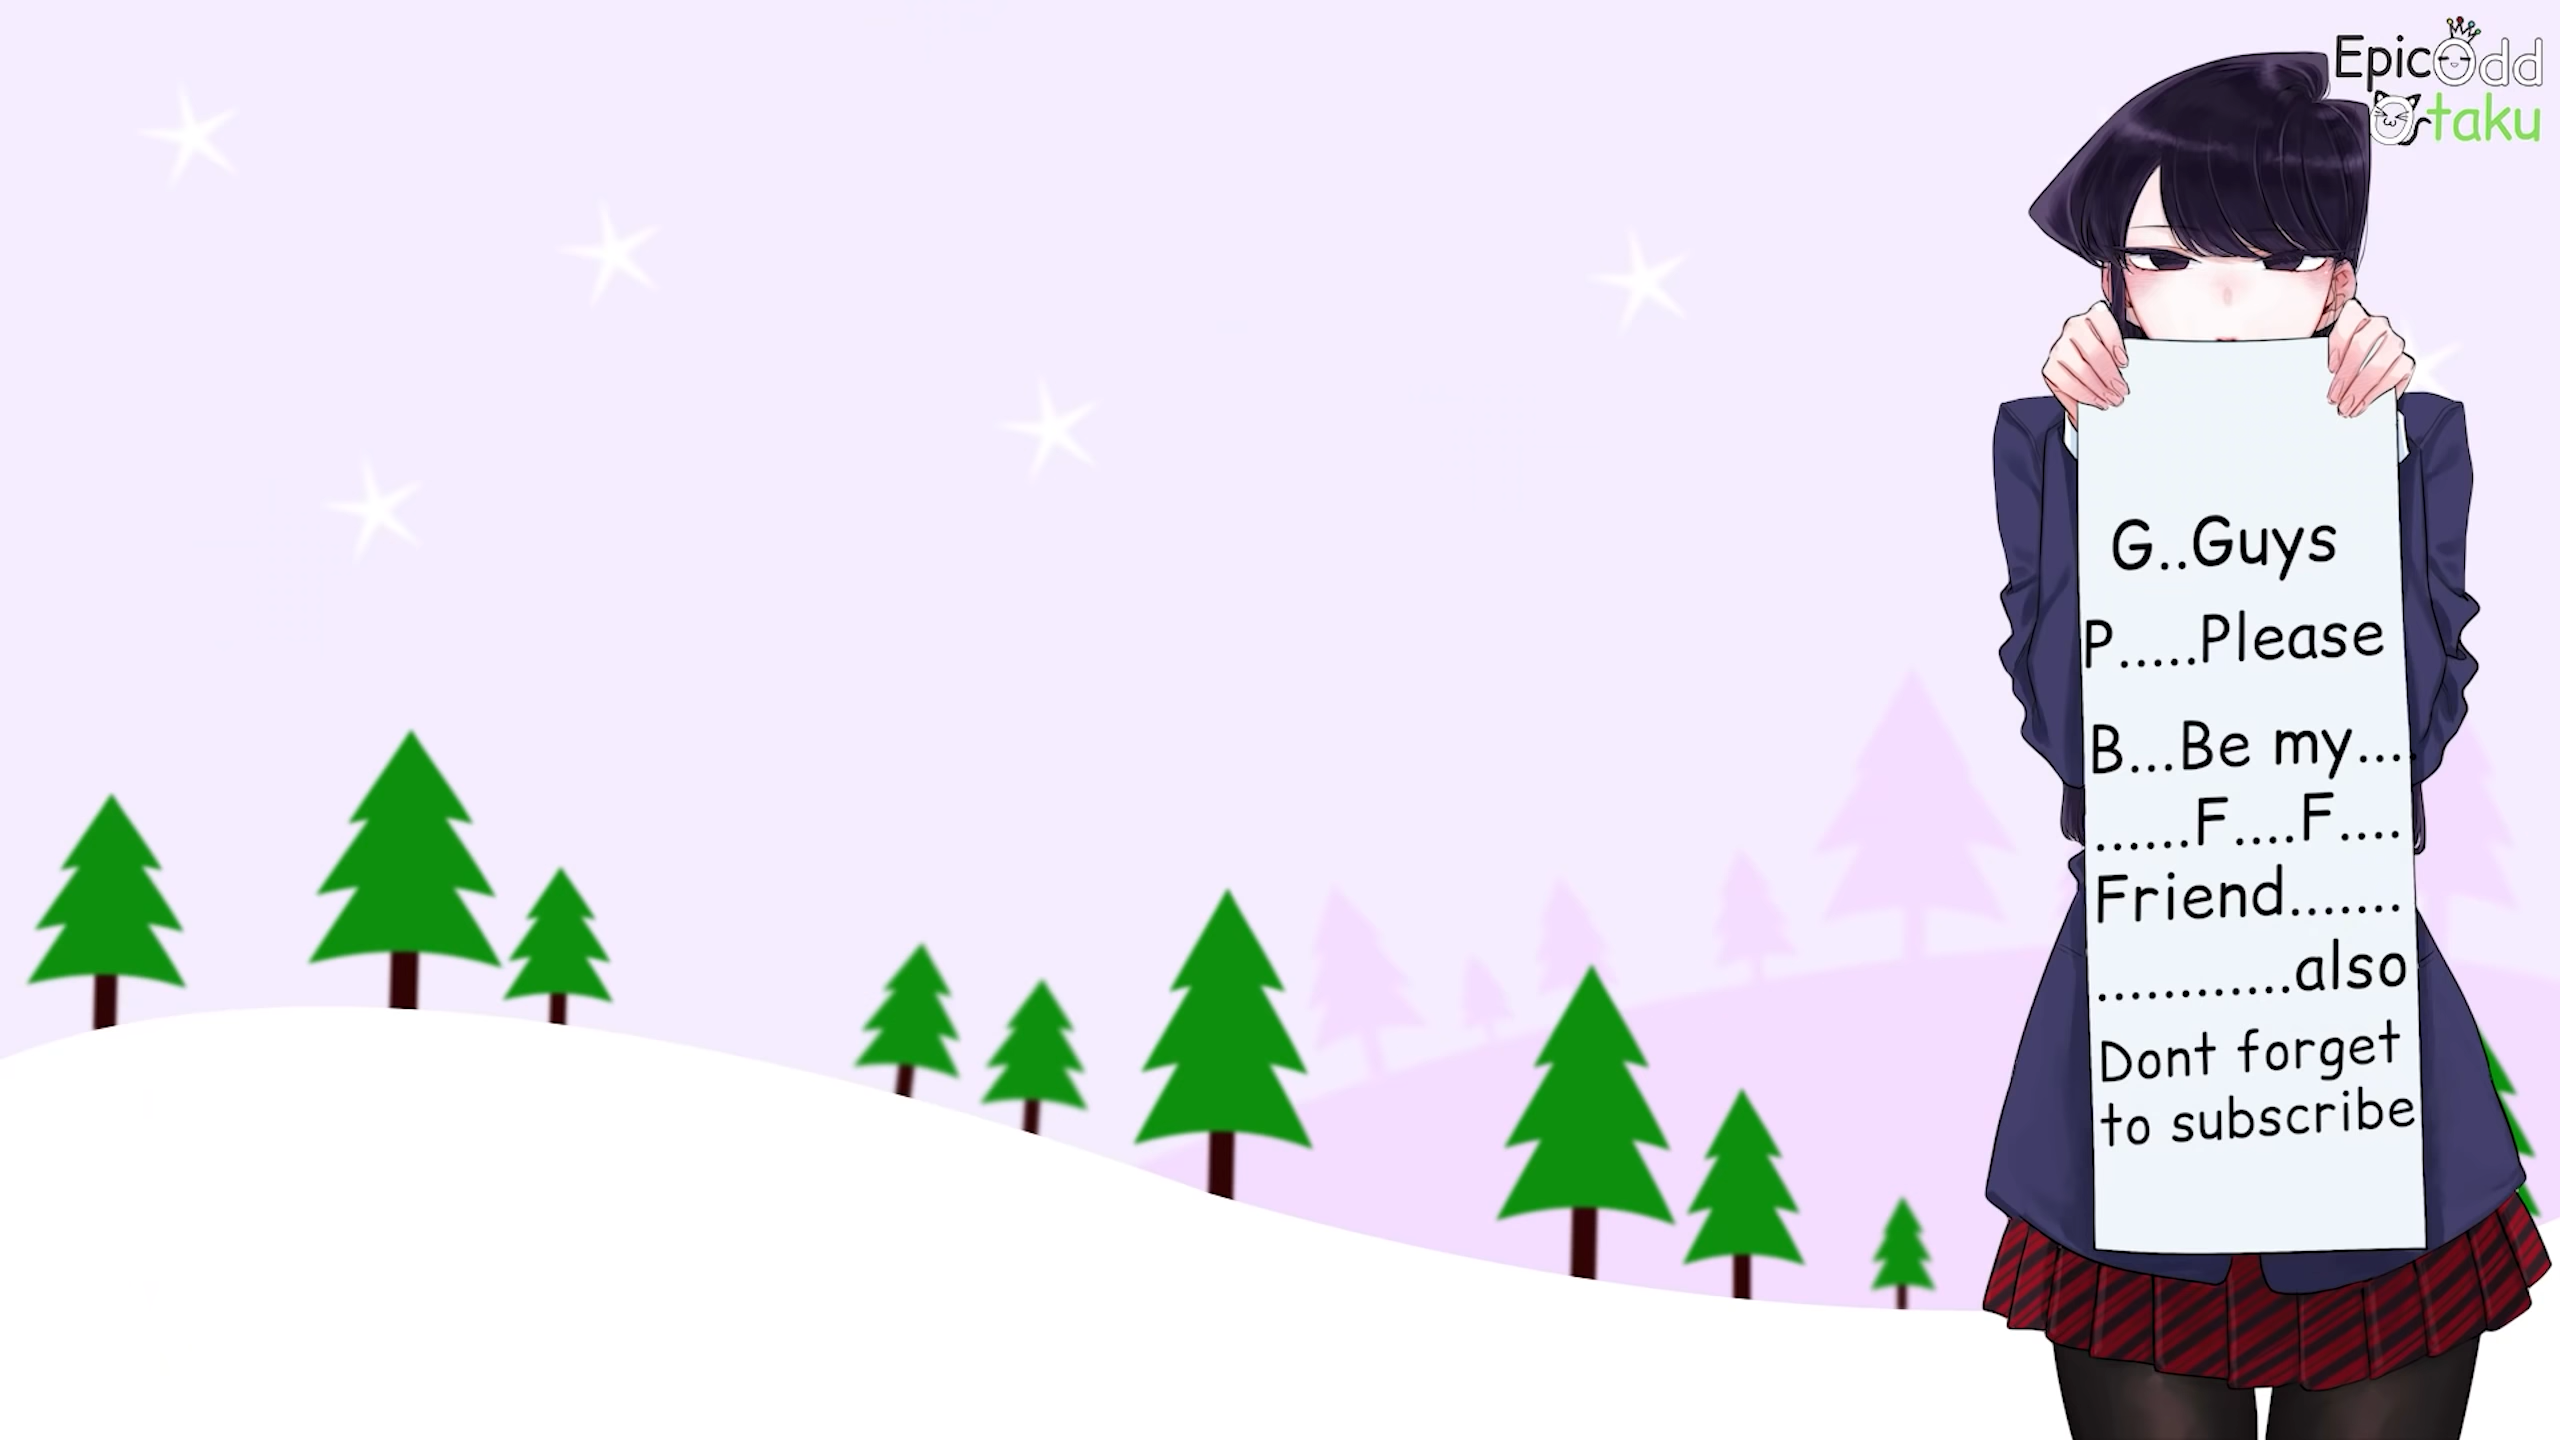 EpicOdd
Otaku
G..Guys
P.....Please
B...Be my....
......F....F....
Friend.......
............also
Dont forget
to subscribe